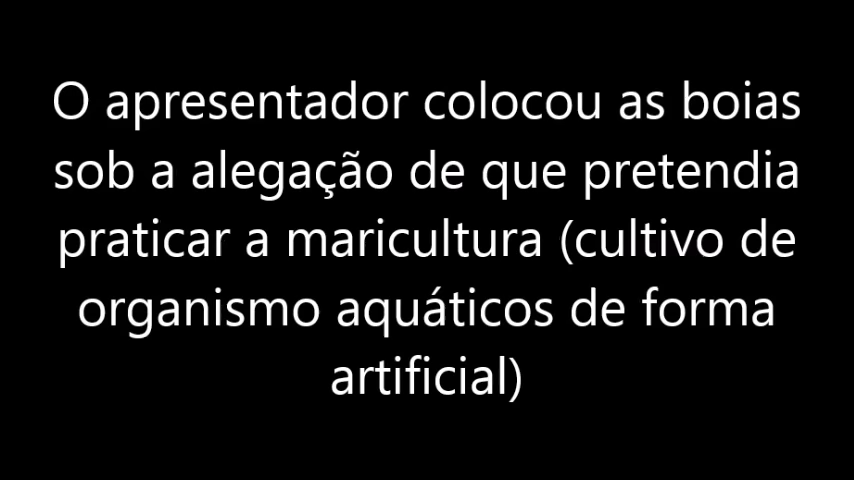 O apresentador colocou as boias
sob a alegação de que pretendia
praticar a maricultura (cultivo de
organismo aquáticos de forma
artificial)